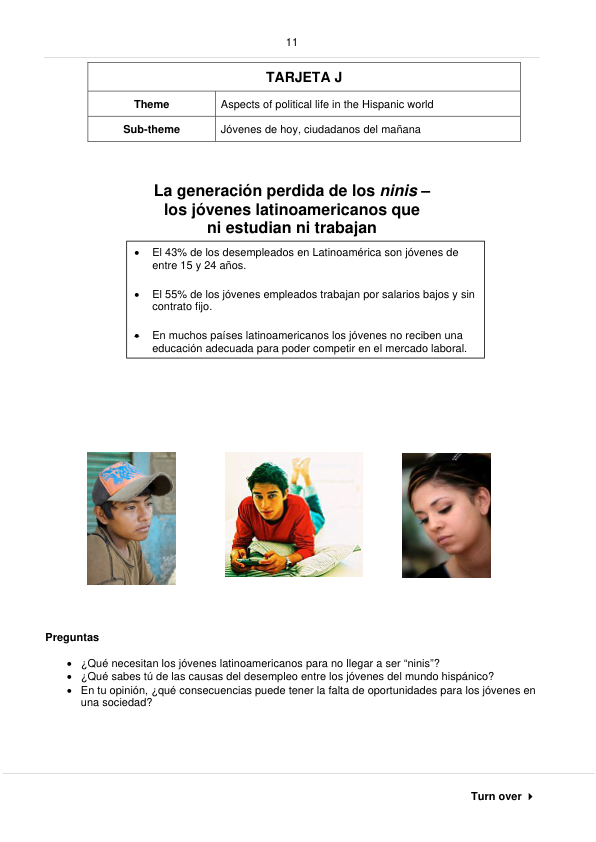 11
TARJETA J
Theme
Aspects of political life in the Hispanic world
Sub-theme
Jóvenes de hoy, ciudadanos del mañana
La generación perdida de los ninis –
los jóvenes latinoamericanos que
ni estudian ni trabajan
• El 43% de los desempleados en Latinoamérica son jóvenes de
entre 15 y 24 años.
• El 55% de los jóvenes empleados trabajan por salarios bajos y sin
contrato fijo.
• En muchos países latinoamericanos los jóvenes no reciben una
educación adecuada para poder competir en el mercado laboral.
Preguntas
• ¿Qué necesitan los jóvenes latinoamericanos para no llegar a ser “ninis”?
• ¿Qué sabes tú de las causas del desempleo entre los jóvenes del mundo hispánico?
• En tu opinión, ¿qué consecuencias puede tener la falta de oportunidades para los jóvenes en
una sociedad?
Turn over